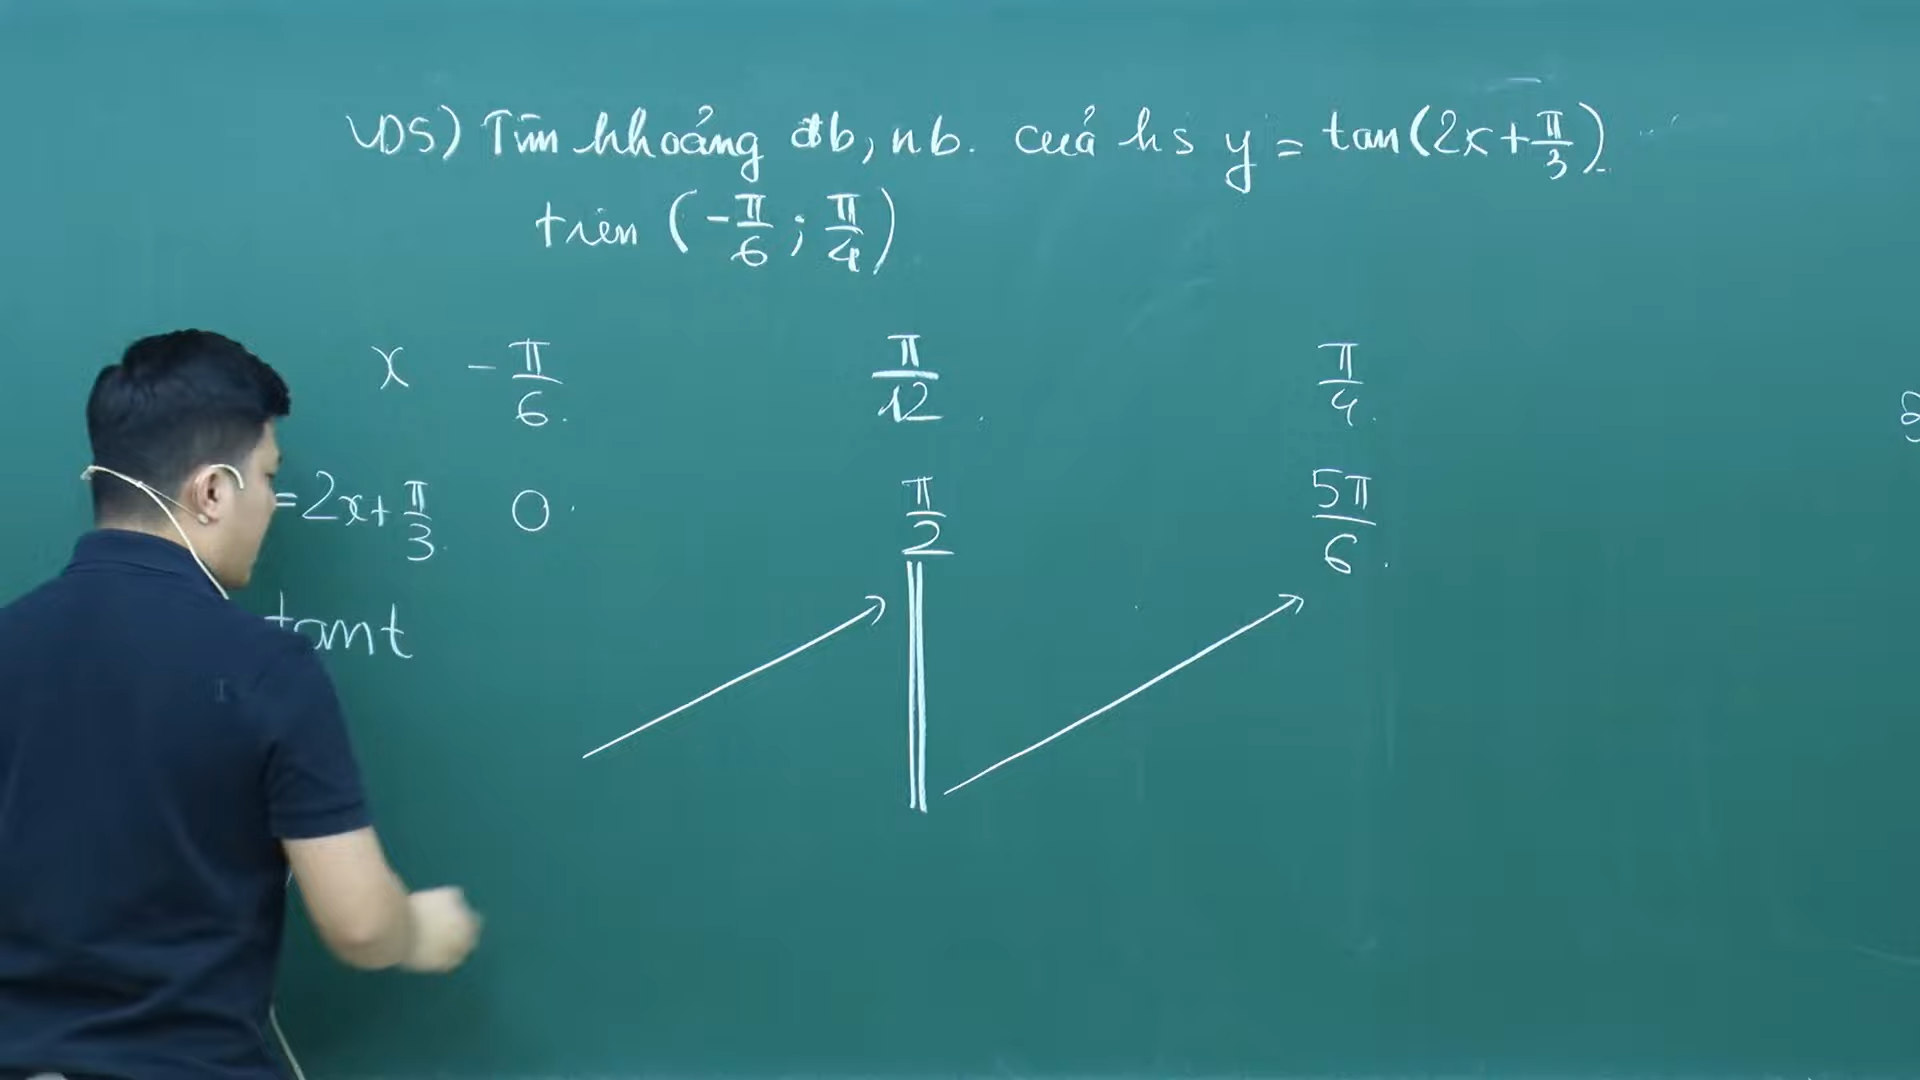 VD5) Tìm khoảng đb, nb. của hs y = tan(2x + π/3)
trên (-π/6 ; π/4)
x -π/6 π/12 π/4
= 2x + π/3 0 π/2 5π/6
tant